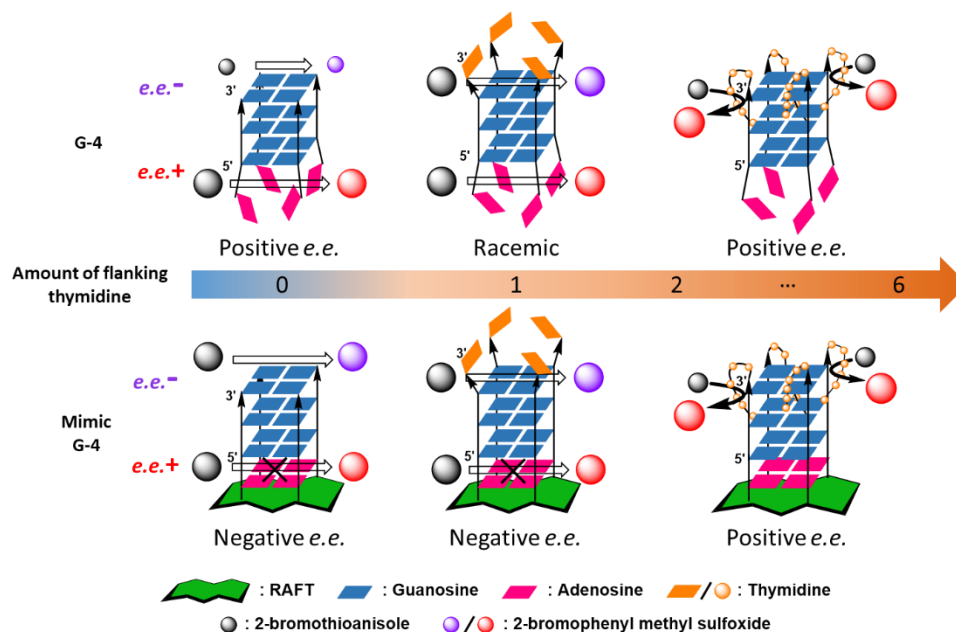 e.e.-
3'
G-4
e.e.+
5'
Positive e.e.
3'
5'
Racemic
3'
5'
Positive e.e.
Amount of flanking
thymidine
0 1 2 ... 6
e.e.-
3'
Mimic
G-4
e.e.+
5'
Negative e.e.
3'
5'
Negative e.e.
3'
5'
Positive e.e.
: RAFT : Guanosine : Adenosine / : Thymidine
: 2-bromothioanisole / : 2-bromophenyl methyl sulfoxide